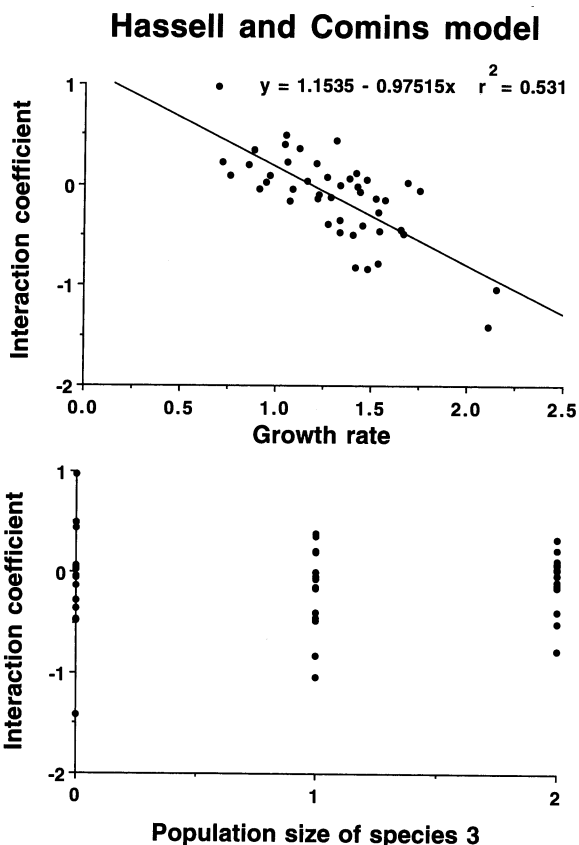 Hassell and Comins model
y = 1.1535 - 0.97515x r2 = 0.531
Interaction coefficient
1
0
-1
-2
0.0 0.5 1.0 1.5 2.0 2.5
Growth rate
Interaction coefficient
1
0
-1
-2
0 1 2
Population size of species 3